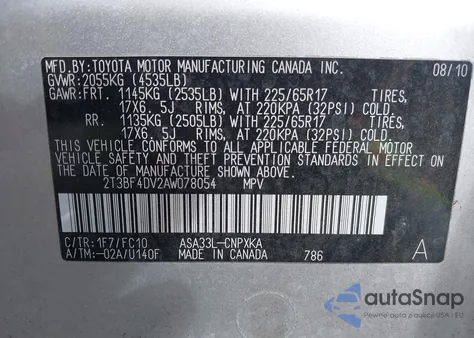 MFD.BY: TOYOTA MOTOR MANUFACTURING CANADA INC. 08/10
GVWR: 2055KG (4535LB)
GAWR: FRT. 1145KG (2535LB) WITH 225/65R17 TIRES,
17X6. 5J RIMS, AT 220KPA (32PSI) COLD
RR. 1135KG (2505LB) WITH 225/65R17 TIRES,
17X6. 5J RIMS, AT 220KPA (32PSI) COLD.
THIS VEHICLE CONFORMS TO ALL APPLICABLE FEDERAL
MOTOR VEHICLE SAFETY AND THEFT PREVENTION
STANDARDS IN EFFECT ON THE DATE OF MANUFACTURE
SHOWN ABOVE.
2T3BF4DV2AW078054 MPV
C/TR: 1F7/FC10 ASA33L-CNPXKA A
A/TM: -02A/U140F MADE IN CANADA 786
autoSnap
Pewne auto z USA / EU